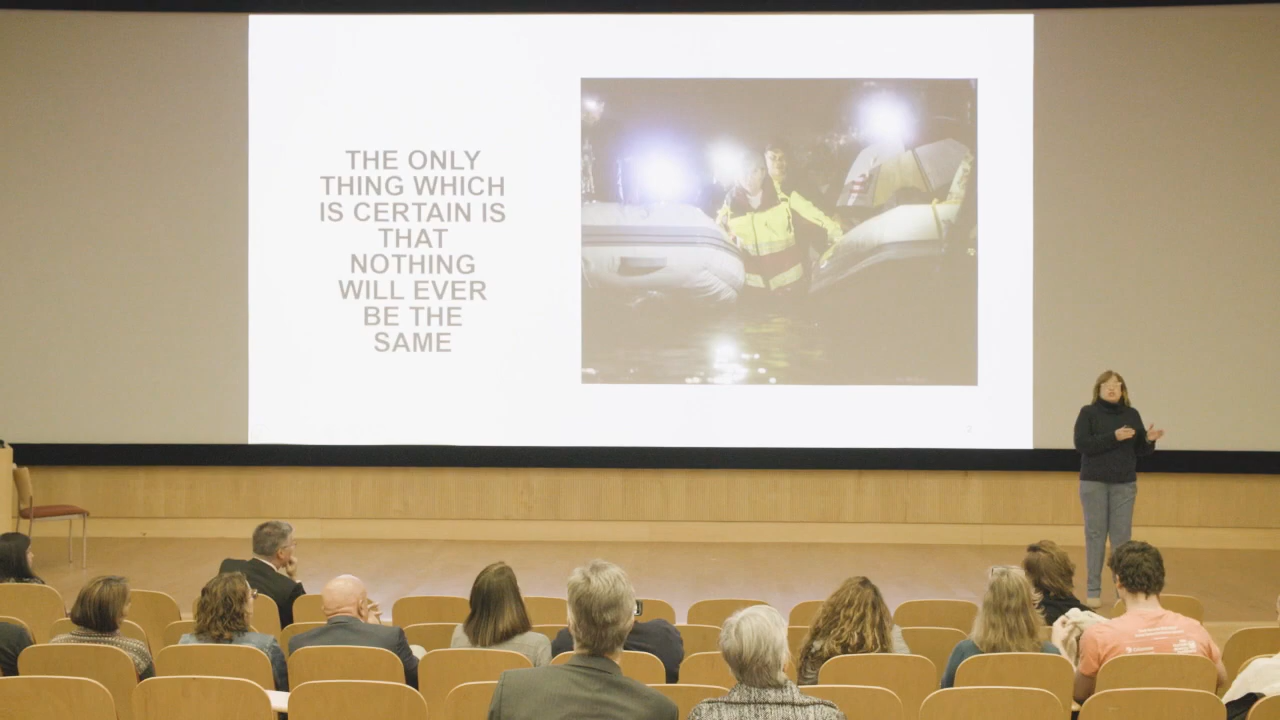 THE ONLY
THING WHICH
IS CERTAIN IS
THAT
NOTHING
WILL EVER
BE THE
SAME